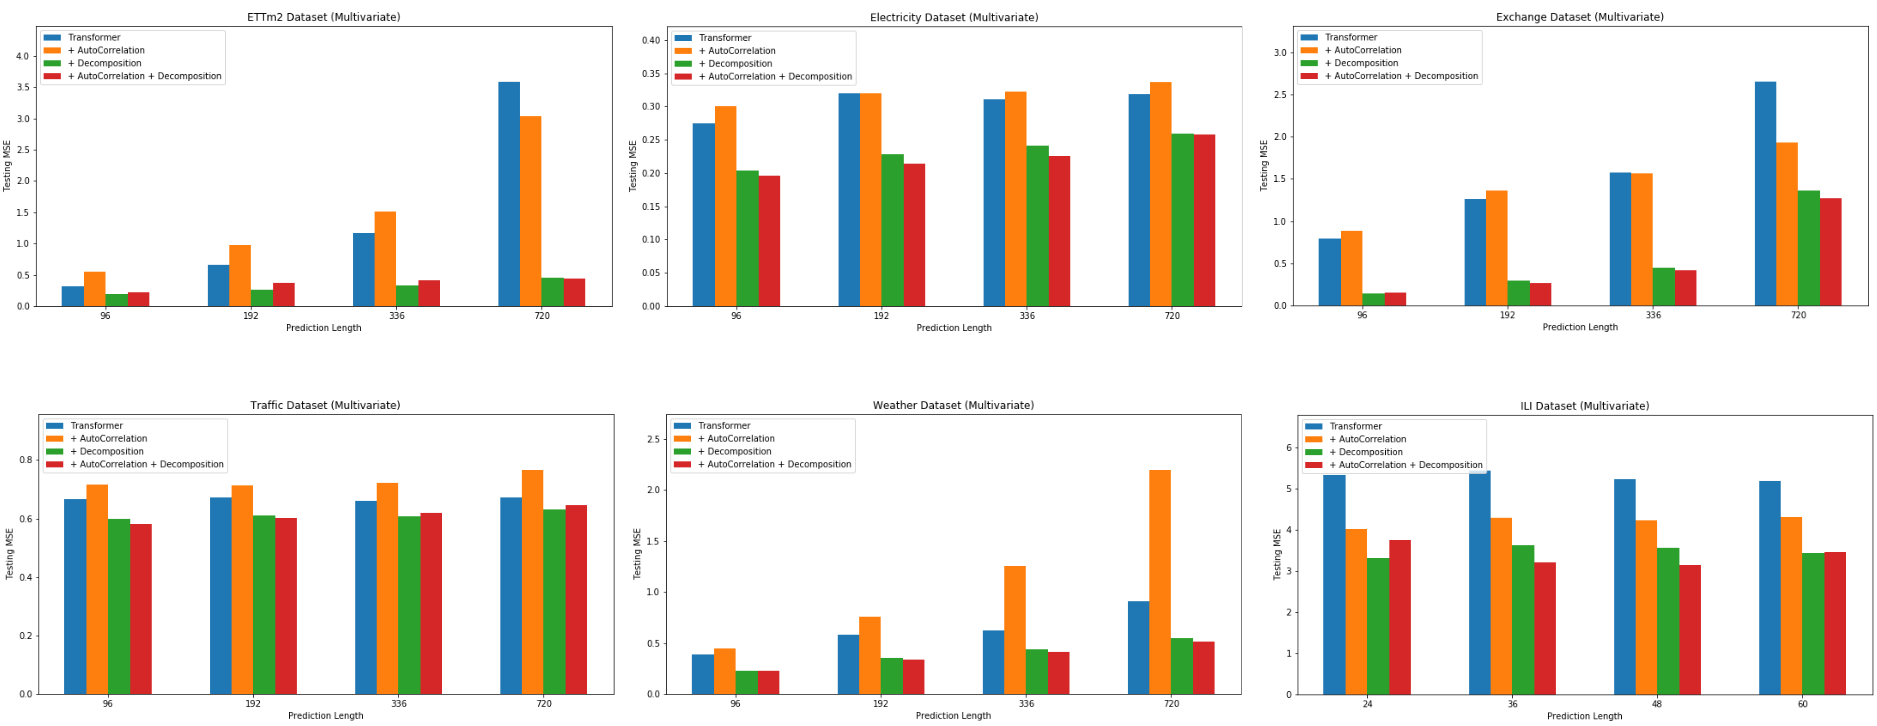 ETTm2 Dataset (Multivariate)
Transformer
+ AutoCorrelation
+ Decomposition
+ AutoCorrelation + Decomposition
Testing MSE
4.0
3.5
3.0
2.5
2.0
1.5
1.0
0.5
0.0
96
192
336
720
Prediction Length
Electricity Dataset (Multivariate)
Transformer
+ AutoCorrelation
+ Decomposition
+ AutoCorrelation + Decomposition
Testing MSE
0.40
0.35
0.30
0.25
0.20
0.15
0.10
0.05
0.00
96
192
336
720
Prediction Length
Exchange Dataset (Multivariate)
Transformer
+ AutoCorrelation
+ Decomposition
+ AutoCorrelation + Decomposition
Testing MSE
3.0
2.5
2.0
1.5
1.0
0.5
0.0
96
192
336
720
Prediction Length
Traffic Dataset (Multivariate)
Transformer
+ AutoCorrelation
+ Decomposition
+ AutoCorrelation + Decomposition
Testing MSE
0.8
0.6
0.4
0.2
0.0
96
192
336
720
Prediction Length
Weather Dataset (Multivariate)
Transformer
+ AutoCorrelation
+ Decomposition
+ AutoCorrelation + Decomposition
Testing MSE
2.5
2.0
1.5
1.0
0.5
0.0
96
192
336
720
Prediction Length
ILI Dataset (Multivariate)
Transformer
+ AutoCorrelation
+ Decomposition
+ AutoCorrelation + Decomposition
Testing MSE
6
5
4
3
2
1
0
24
36
48
60
Prediction Length